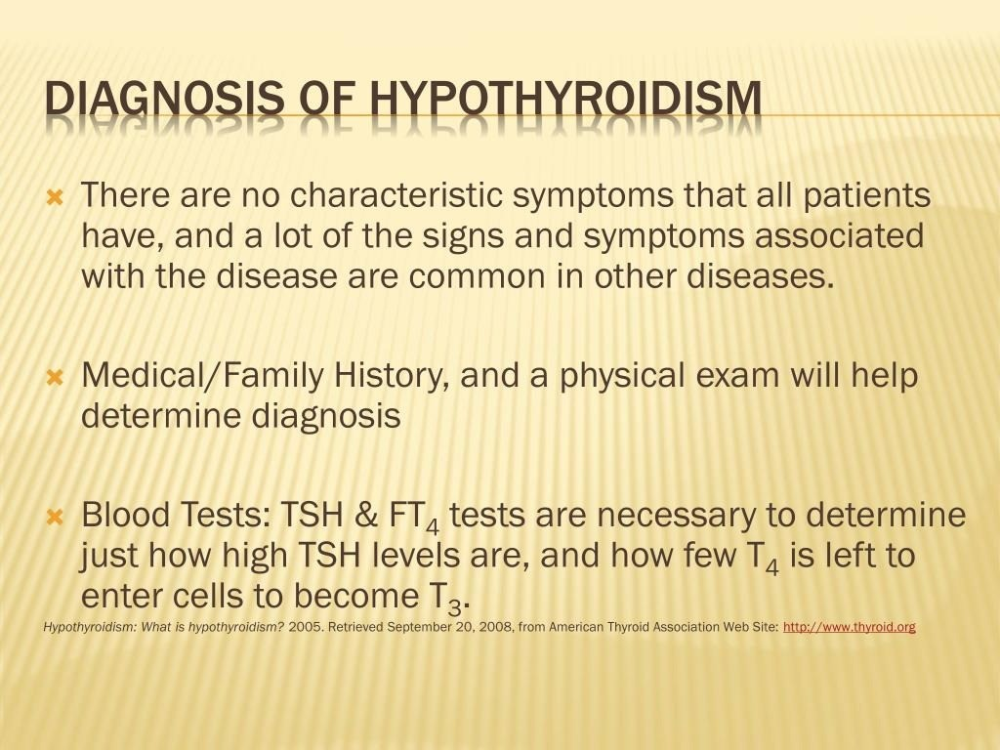 DIAGNOSIS OF HYPOTHYROIDISM
There are no characteristic symptoms that all patients
have, and a lot of the signs and symptoms associated
with the disease are common in other diseases.
Medical/Family History, and a physical exam will help
determine diagnosis
Blood Tests: TSH & FT4 tests are necessary to determine
just how high TSH levels are, and how few T4 is left to
enter cells to become T3.
Hypothyroidism: What is hypothyroidism? 2005. Retrieved September 20, 2008, from American Thyroid Association Web Site: http://www.thyroid.org